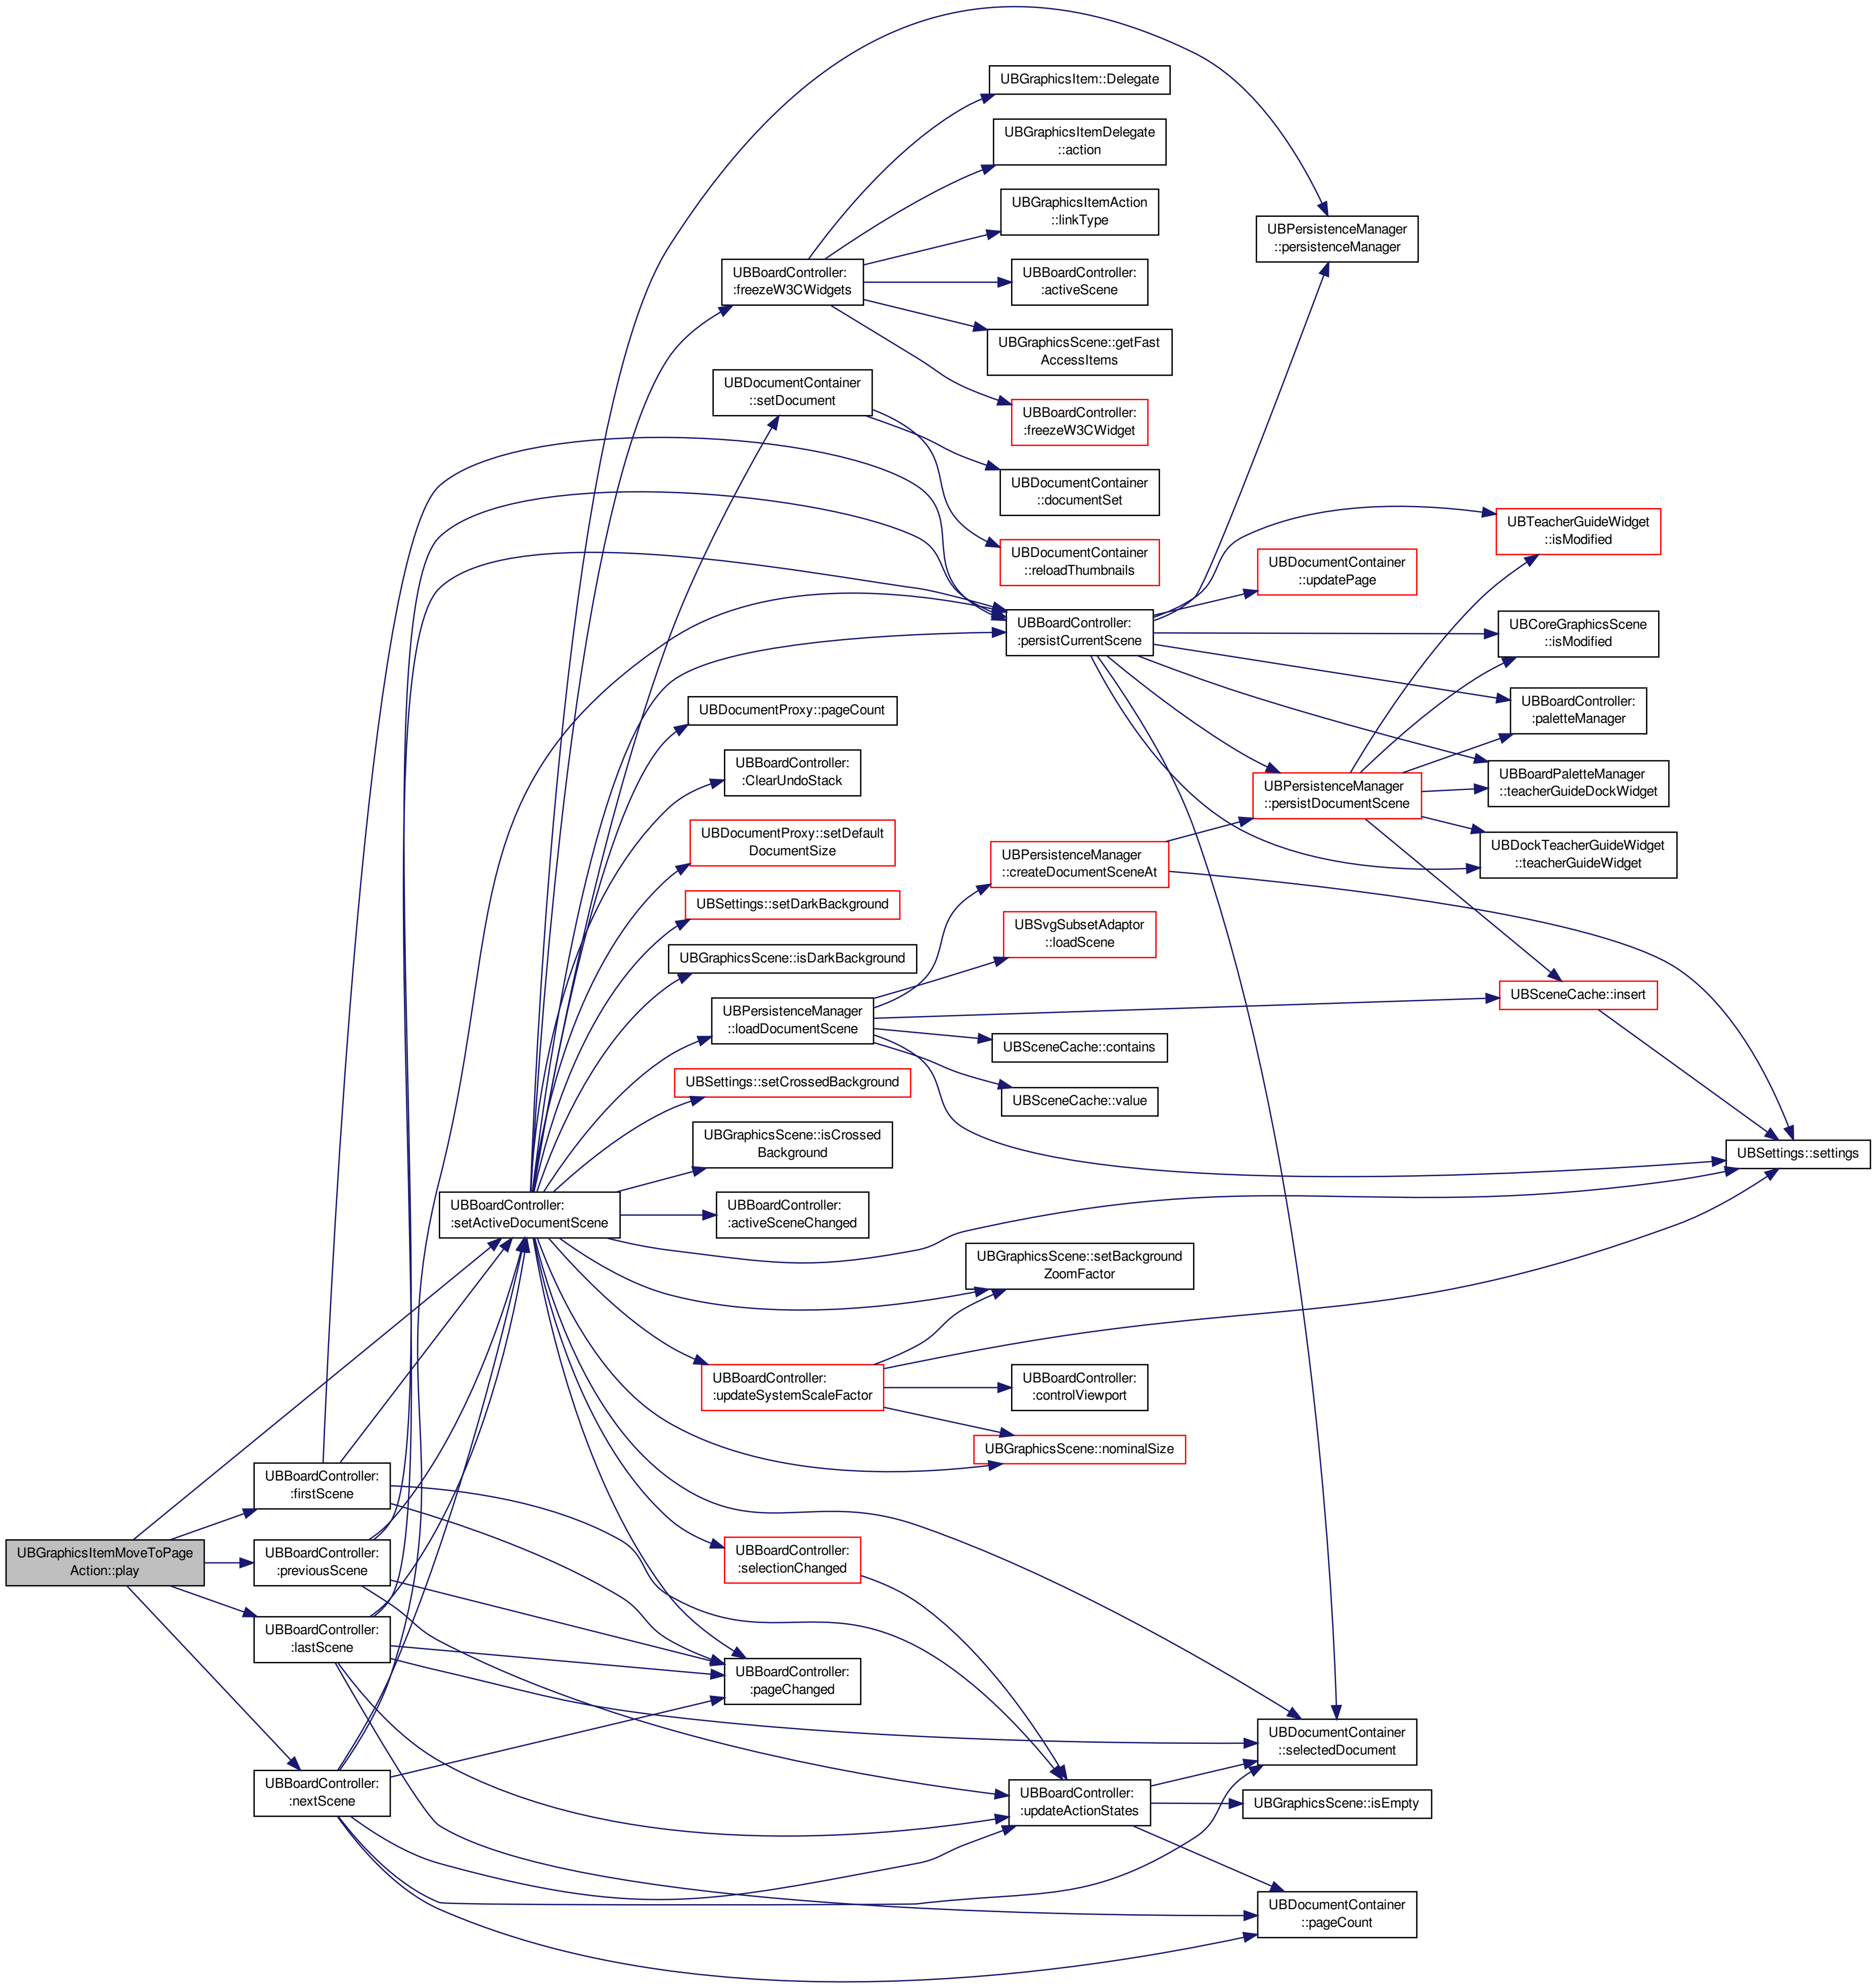 UBGraphicsItem::Delegate
UBGraphicsItemDelegate
::action
UBGraphicsItemAction
::linkType
UBPersistenceManager
::persistenceManager
UBBoardController:
:freezeW3CWidgets
UBBoardController:
:activeScene
UBGraphicsScene::getFast
AccessItems
UBDocumentContainer
::setDocument
UBBoardController:
:freezeW3CWidget
UBDocumentContainer
::documentSet
UBTeacherGuideWidget
::isModified
UBDocumentContainer
::reloadThumbnails
UBDocumentContainer
::updatePage
UBBoardController:
:persistCurrentScene
UBCoreGraphicsScene
::isModified
UBDocumentProxy::pageCount
UBBoardController:
:paletteManager
UBBoardController:
:ClearUndoStack
UBPersistenceManager
::persistDocumentScene
UBBoardPaletteManager
::teacherGuideDockWidget
UBDocumentProxy::setDefault
DocumentSize
UBPersistenceManager
::createDocumentSceneAt
UBDockTeacherGuideWidget
::teacherGuideWidget
UBSettings::setDarkBackground
UBSvgSubsetAdaptor
::loadScene
UBGraphicsScene::isDarkBackground
UBSceneCache::insert
UBPersistenceManager
::loadDocumentScene
UBSceneCache::contains
UBSettings::setCrossedBackground
UBSceneCache::value
UBGraphicsScene::isCrossed
Background
UBSettings::settings
UBBoardController:
:setActiveDocumentScene
UBBoardController:
:activeSceneChanged
UBGraphicsScene::setBackground
ZoomFactor
UBBoardController:
:updateSystemScaleFactor
UBBoardController:
:controlViewport
UBGraphicsScene::nominalSize
UBBoardController:
:firstScene
UBGraphicsItemMoveToPage
Action::play
UBBoardController:
:previousScene
UBBoardController:
:selectionChanged
UBBoardController:
:lastScene
UBBoardController:
:pageChanged
UBDocumentContainer
::selectedDocument
UBBoardController:
:nextScene
UBBoardController:
:updateActionStates
UBGraphicsScene::isEmpty
UBDocumentContainer
::pageCount